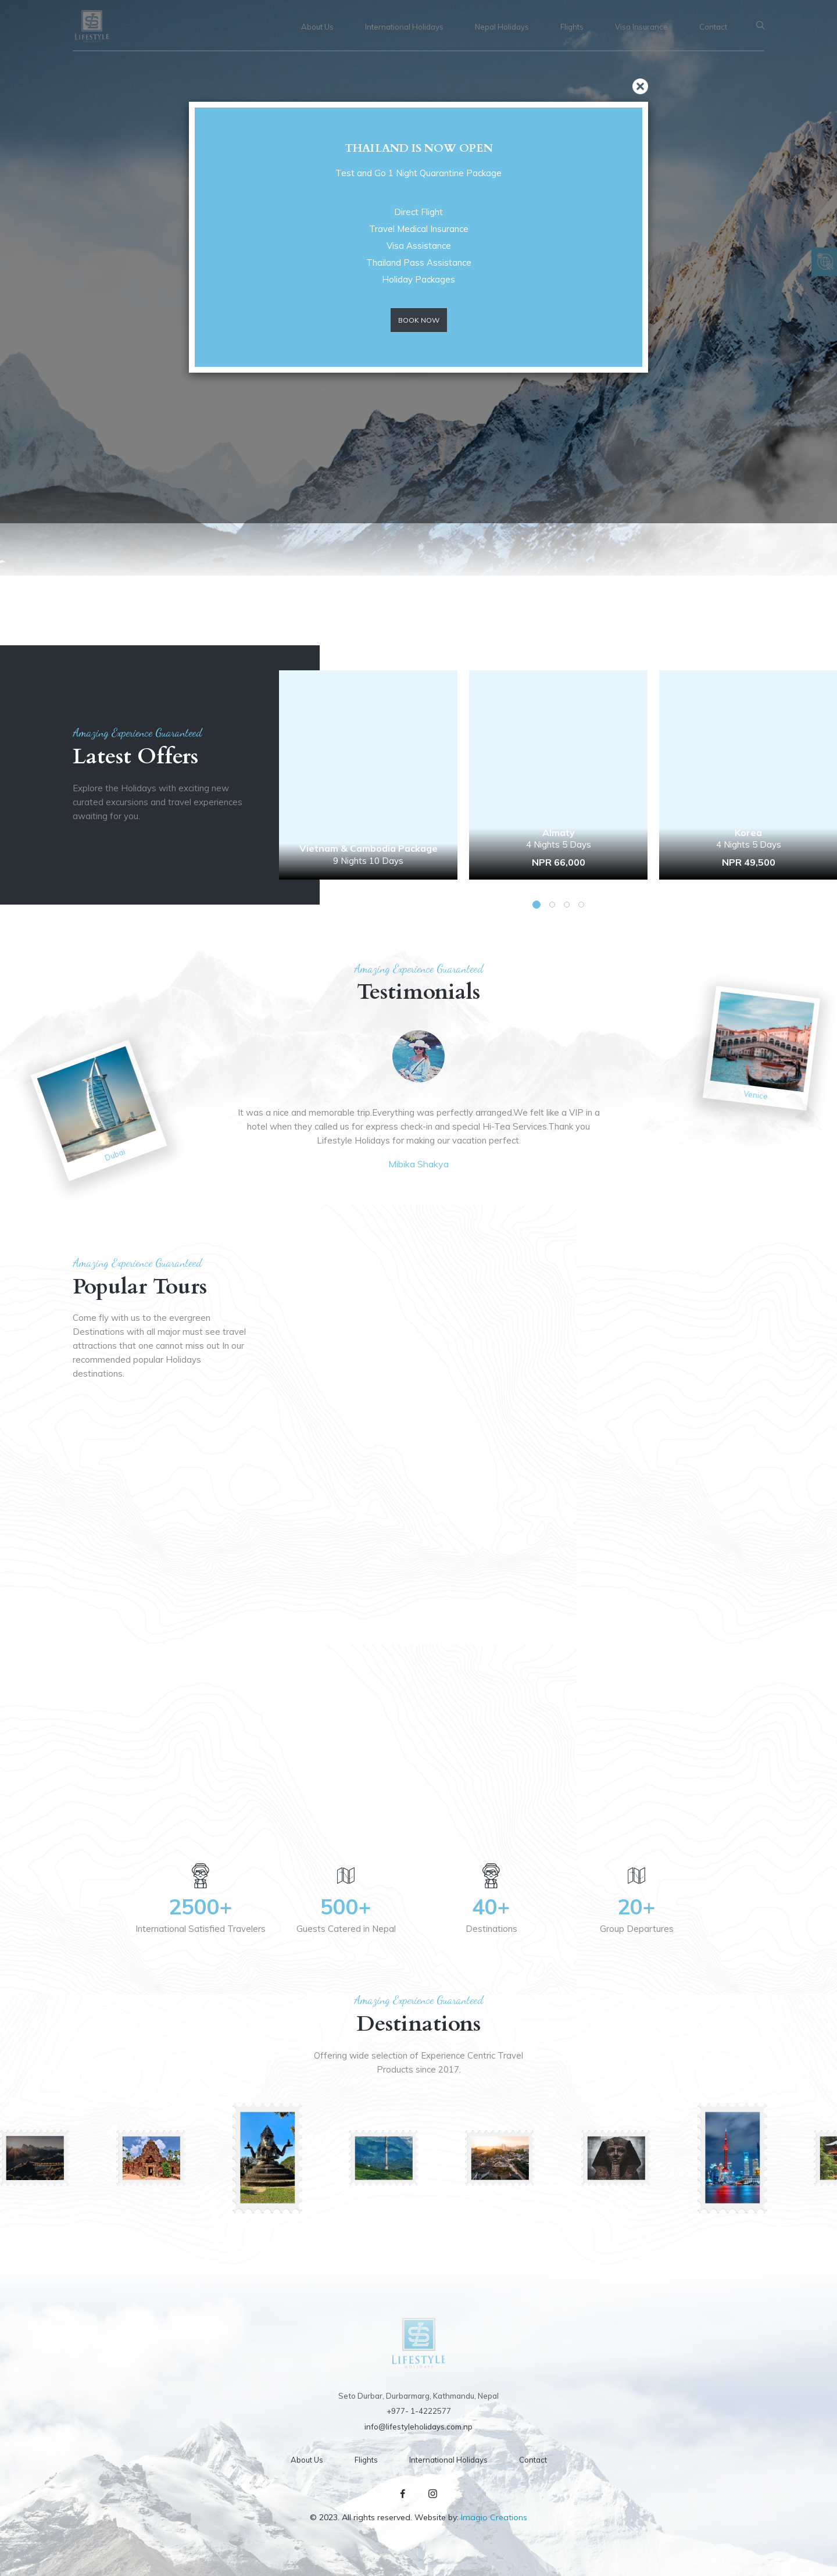 LIFESTYLE
About Us
International Holidays
Nepal Holidays
Flights
Visa Insurance
Contact
THAILAND IS NOW OPEN
Test and Go 1 Night Quarantine Package
Direct Flight
Travel Medical Insurance
Visa Assistance
Thailand Pass Assistance
Holiday Packages
BOOK NOW
Amazing Experience Guaranteed
Latest Offers
Explore the Holidays with exciting new
curated excursions and travel experiences
awaiting for you.
Vietnam & Cambodia Package
9 Nights 10 Days
Almaty
4 Nights 5 Days
NPR 66,000
Korea
4 Nights 5 Days
NPR 49,500
Amazing Experience Guaranteed
Testimonials
Dubai
Venice
It was a nice and memorable trip.Everything was perfectly arranged.We felt like a VIP in a
hotel when they called us for express check-in and special Hi-Tea Services.Thank you
Lifestyle Holidays for making our vacation perfect.
Mibika Shakya
Amazing Experience Guaranteed
Popular Tours
Come fly with us to the evergreen
Destinations with all major must see travel
attractions that one cannot miss out In our
recommended popular Holidays
destinations.
2500+
International Satisfied Travelers
500+
Guests Catered in Nepal
40+
Destinations
20+
Group Departures
Amazing Experience Guaranteed
Destinations
Offering wide selection of Experience Centric Travel
Products since 2017.
LIFESTYLE
Seto Durbar, Durbarmarg, Kathmandu, Nepal
+977- 1-4222577
info@lifestyleholidays.com.np
About Us
Flights
International Holidays
Contact
© 2023. All rights reserved. Website by: Imagio Creations